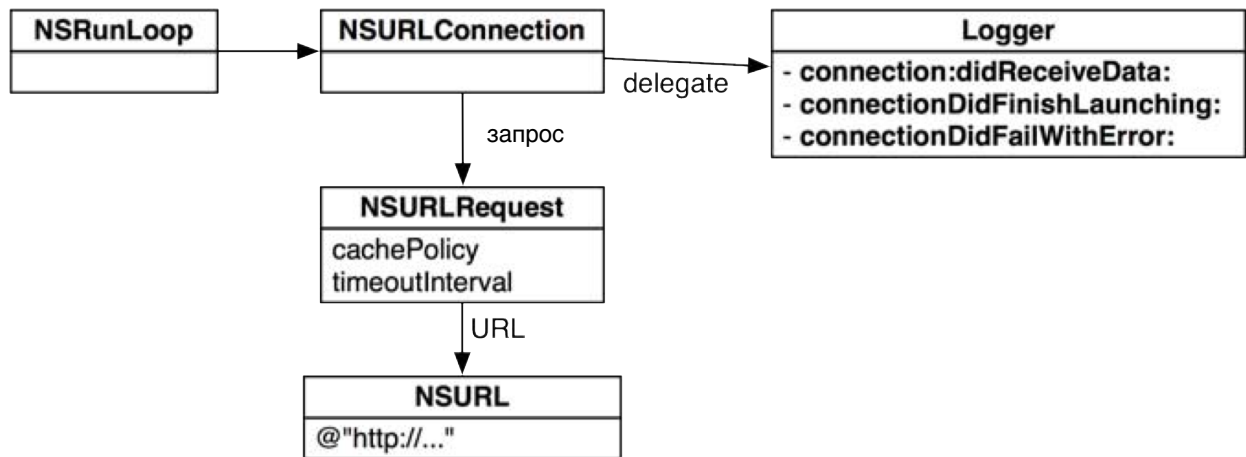 NSRunLoop
NSURLConnection
Logger
- connection:didReceiveData:
- connectionDidFinishLaunching:
- connectionDidFailWithError:
delegate
запрос
NSURLRequest
cachePolicy
timeoutInterval
URL
NSURL
@"http://..."